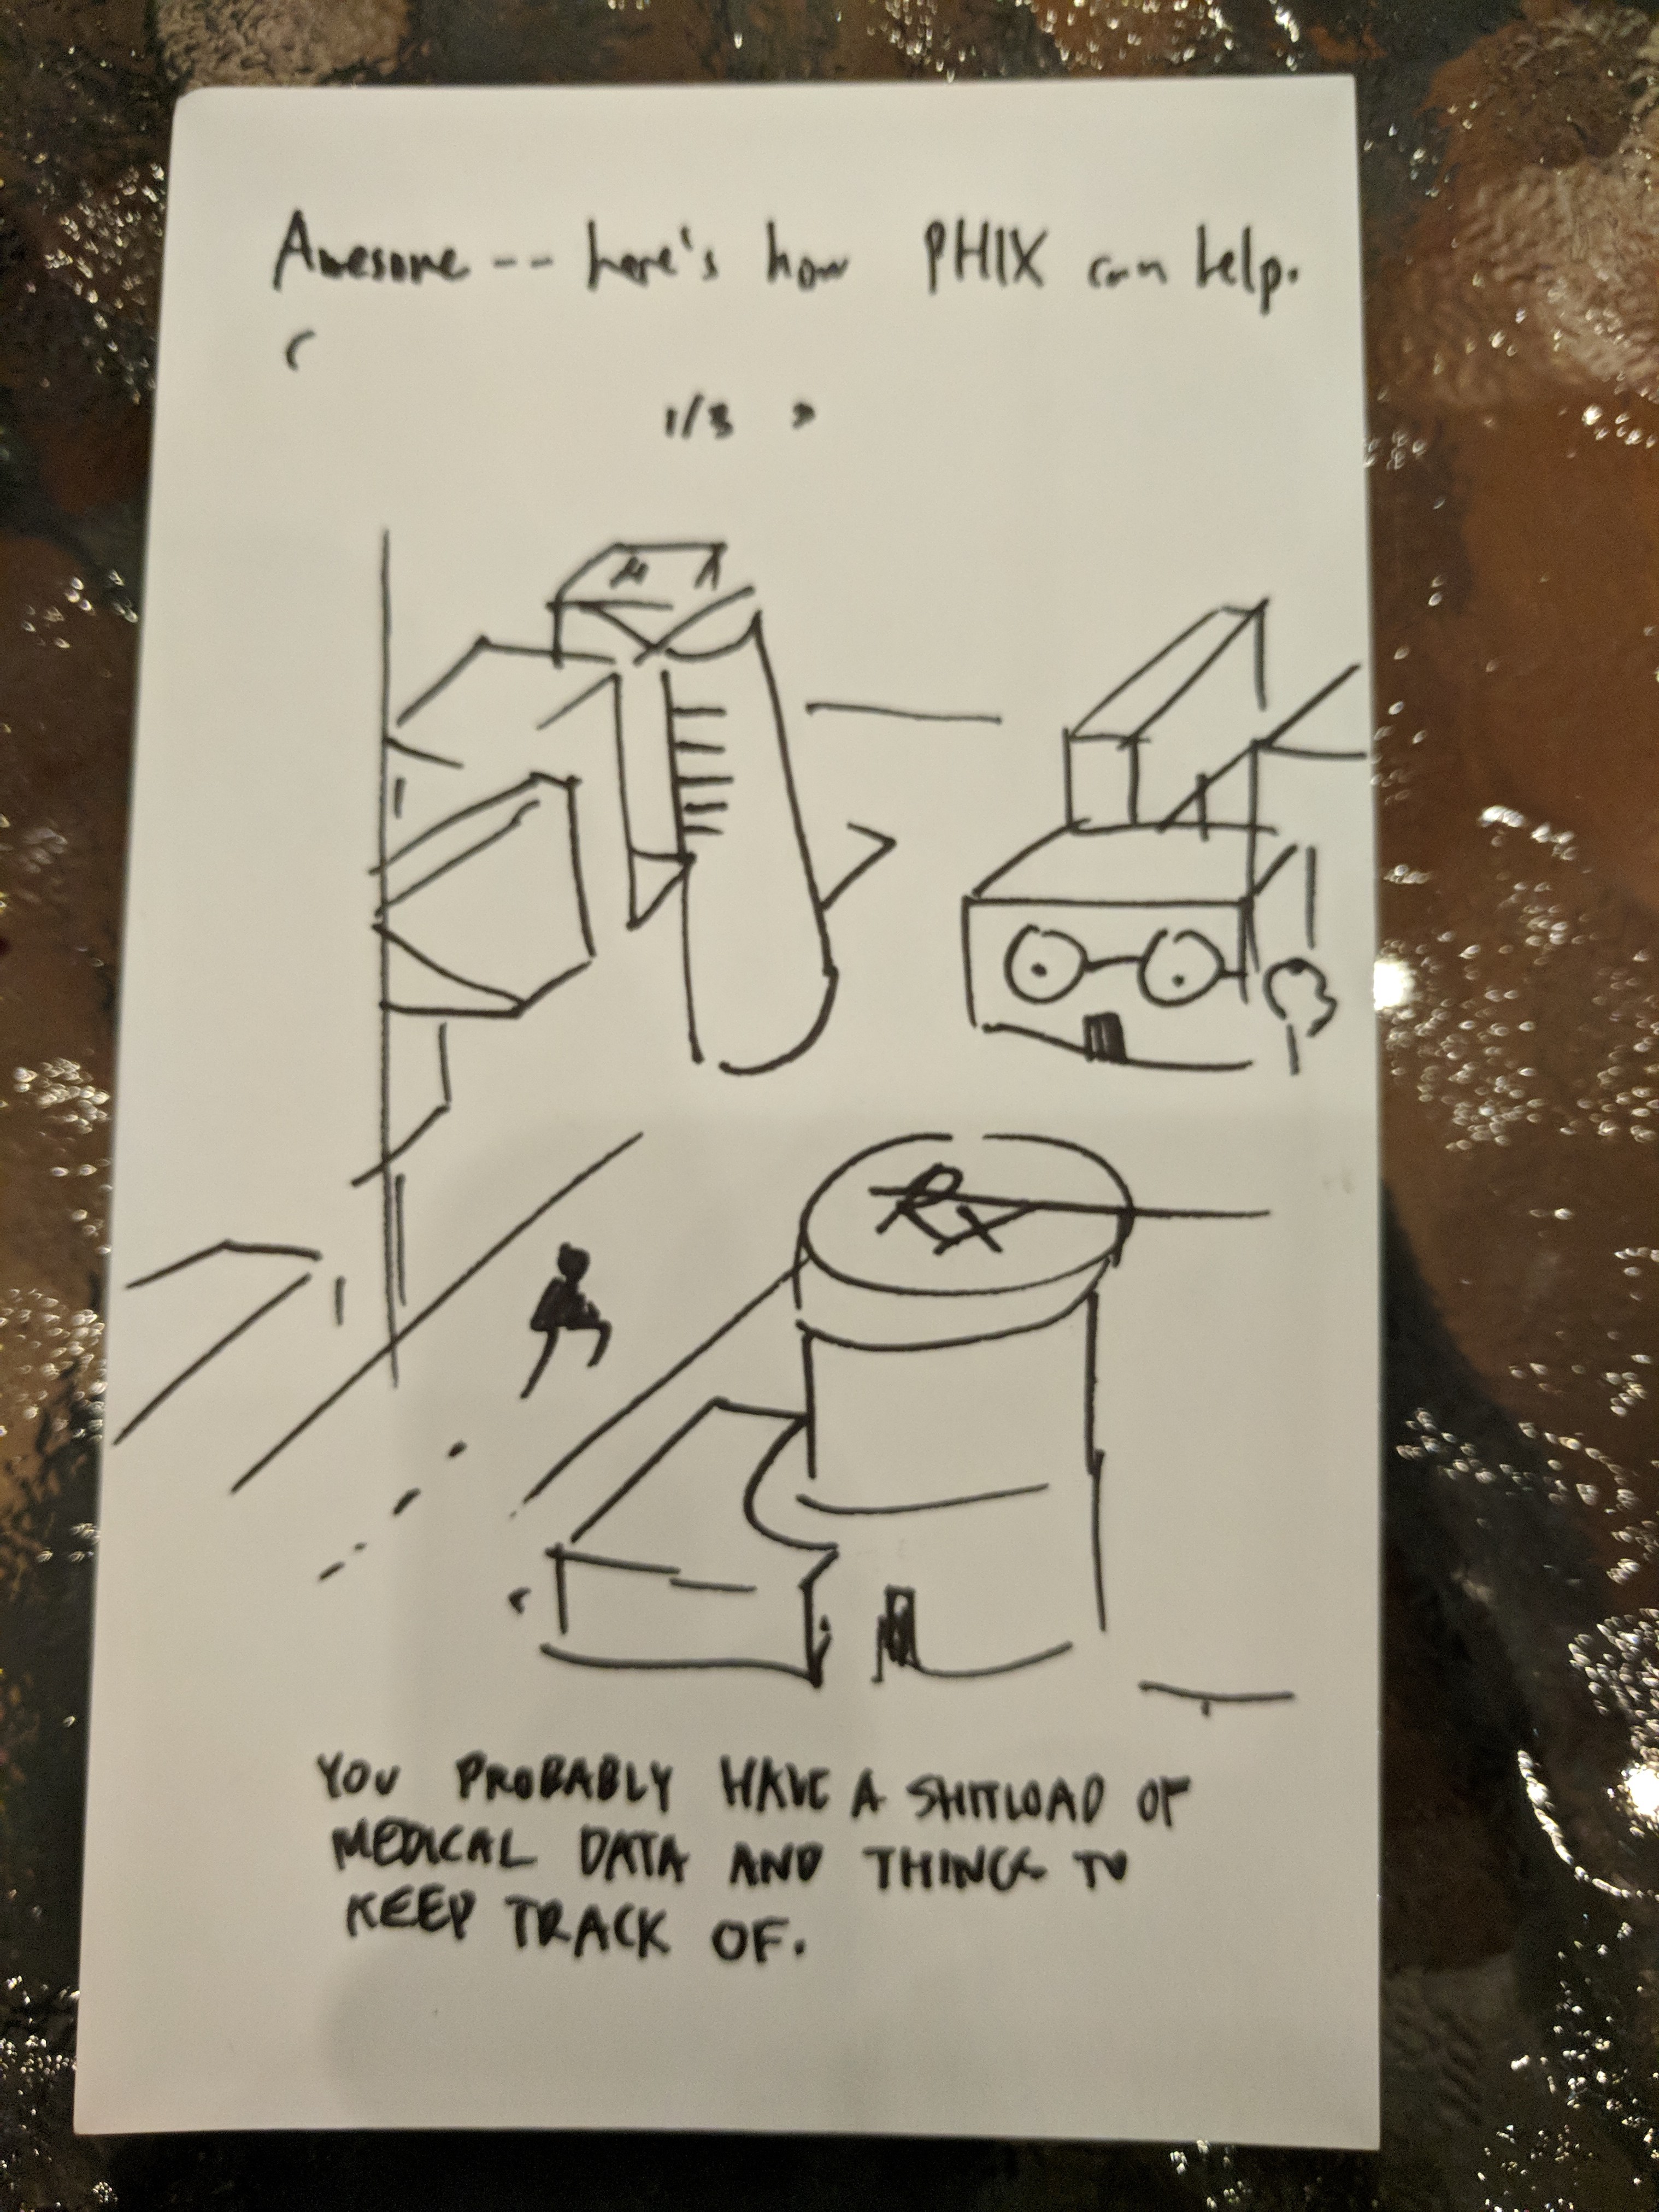 Awesome -- here's how PHIX can help.
1/3 >
Rx
YOU PROBABLY HAVE A SHITLOAD OF
MEDICAL DATA AND THINGS TO
KEEP TRACK OF.